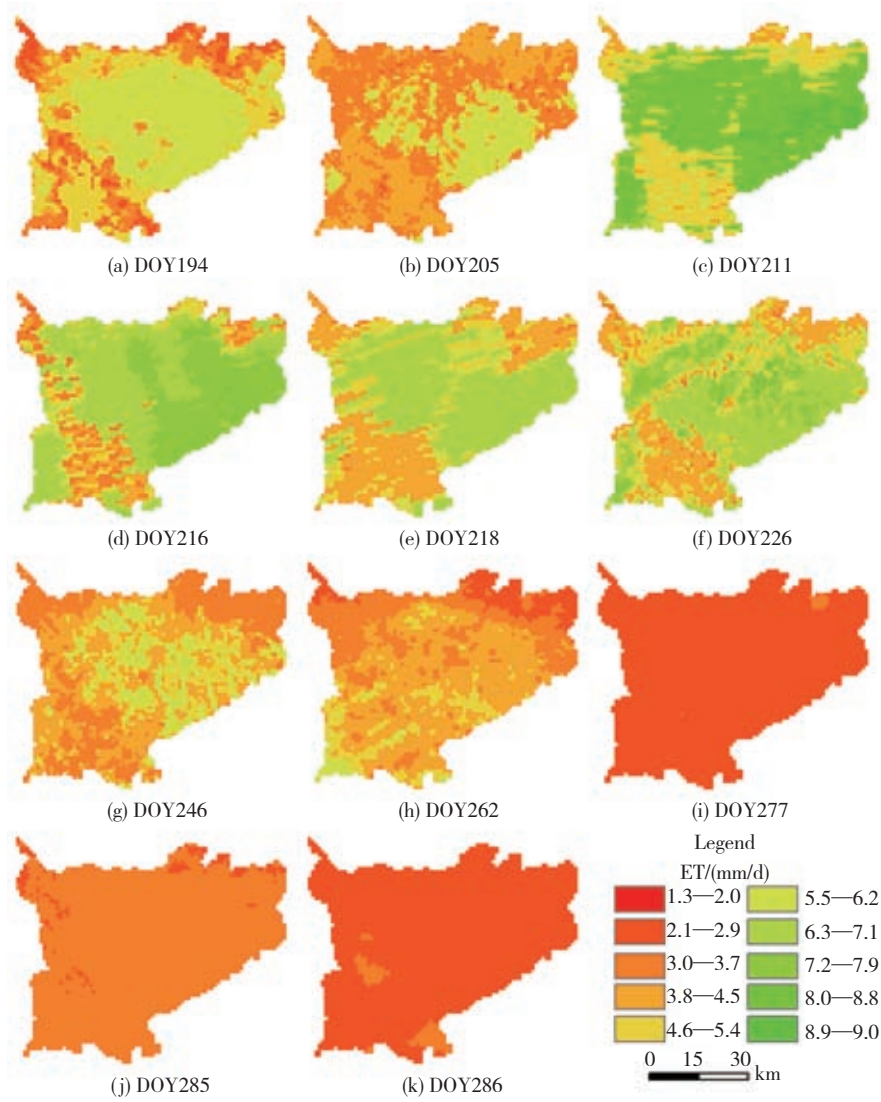 (a) DOY194
(b) DOY205
(c) DOY211
(d) DOY216
(e) DOY218
(f) DOY226
(g) DOY246
(h) DOY262
(i) DOY277
(j) DOY285
(k) DOY286
Legend
ET/(mm/d)
1.3—2.0
2.1—2.9
3.0—3.7
3.8—4.5
4.6—5.4
5.5—6.2
6.3—7.1
7.2—7.9
8.0—8.8
8.9—9.0
0 15 30
km